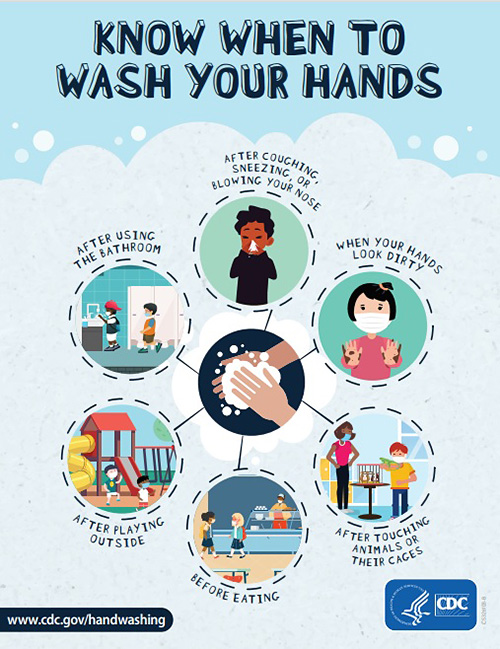 KNOW WHEN TO
WASH YOUR HANDS
AFTER COUGHING,
SNEEZING, OR
BLOWING YOUR NOSE
AFTER USING
THE BATHROOM
WHEN YOUR HANDS
LOOK DIRTY
AFTER PLAYING
OUTSIDE
BEFORE EATING
AFTER TOUCHING
ANIMALS OR
THEIR CAGES
www.cdc.gov/handwashing
CDC